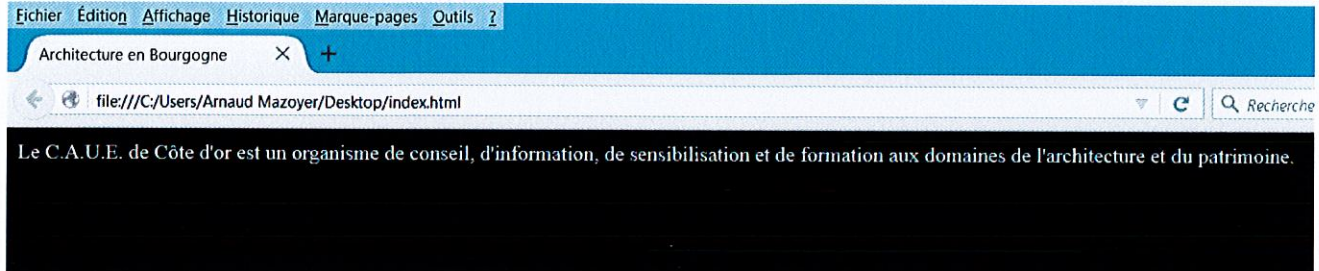 Fichier Édition Affichage Historique Marque-pages Outils ?
Architecture en Bourgogne × +
file:///C:/Users/Arnaud Mazoyer/Desktop/index.html
Recherche
Le C.A.U.E. de Côte d'or est un organisme de conseil, d'information, de sensibilisation et de formation aux domaines de l'architecture et du patrimoine.